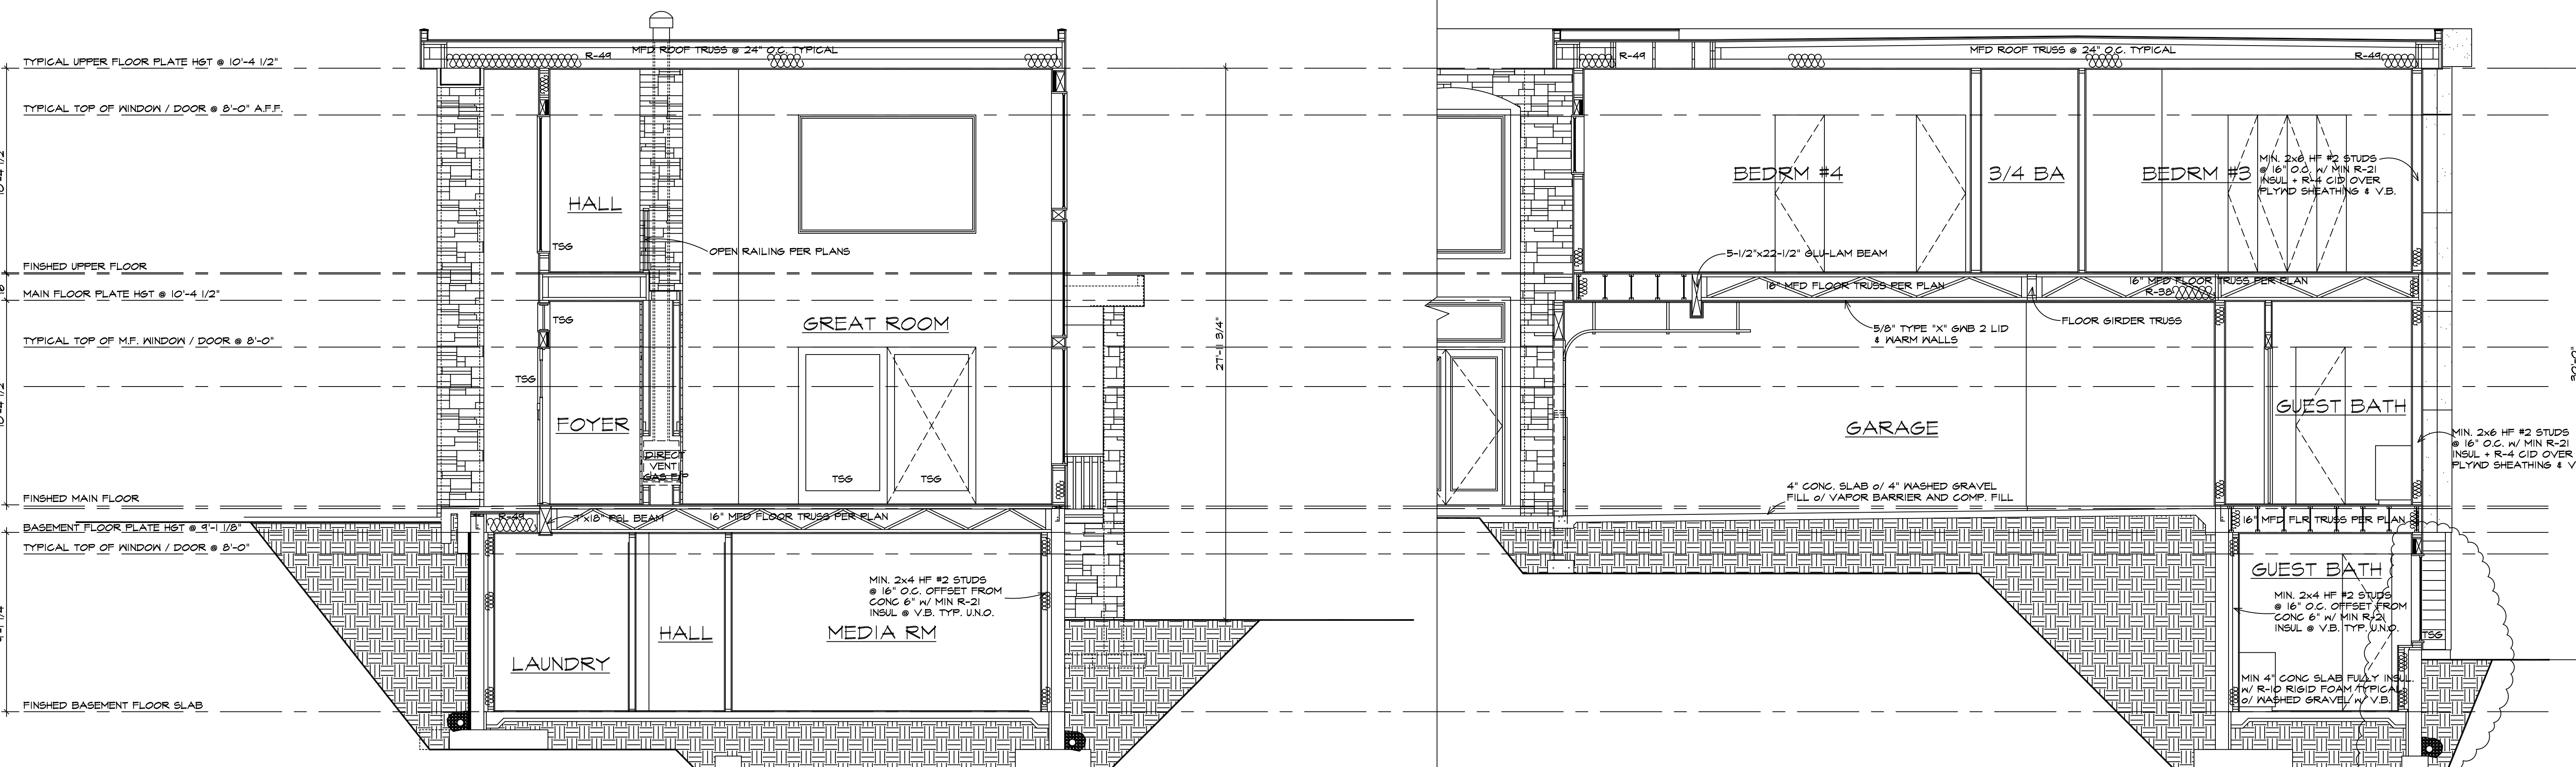 TYPICAL UPPER FLOOR PLATE HGT @ 10'-4 1/2"
TYPICAL TOP OF WINDOW / DOOR @ 8'-0" A.F.F.
FINSHED UPPER FLOOR
MAIN FLOOR PLATE HGT @ 10'-4 1/2"
TYPICAL TOP OF M.F. WINDOW / DOOR @ 8'-0"
FINSHED MAIN FLOOR
BASEMENT FLOOR PLATE HGT @ 9'-1 1/8"
TYPICAL TOP OF WINDOW / DOOR @ 8'-0"
FINSHED BASEMENT FLOOR SLAB
R-49
MFD ROOF TRUSS @ 24" O.C. TYPICAL
HALL
TSG
OPEN RAILING PER PLANS
TSG
GREAT ROOM
TSG
FOYER
DIRECT
VENT
GAS F/P
TSG
TSG
R-49
7"x18" PSL BEAM
16" MFD FLOOR TRUSS PER PLAN
MIN. 2x4 HF #2 STUDS
@ 16" O.C. OFFSET FROM
CONC 6" W/ MIN R-21
INSUL @ V.B. TYP. U.N.O.
LAUNDRY
HALL
MEDIA RM
27'-11 3/4"
R-49
MFD ROOF TRUSS @ 24" O.C. TYPICAL
R-49
BEDRM #4
3/4 BA
BEDRM #3
MIN. 2x6 HF #2 STUDS
@ 16" O.C. W/ MIN R-21
INSUL + R-4 CID OVER
PLYWD SHEATHING & V.B.
5-1/2"x22-1/2" GLU-LAM BEAM
16" MFD FLOOR TRUSS PER PLAN
16" MFD FLOOR TRUSS PER PLAN
R-38
FLOOR GIRDER TRUSS
5/8" TYPE "X" GWB 2 LID
& WARM WALLS
GARAGE
GUEST BATH
MIN. 2x6 HF #2 STUDS
@ 16" O.C. W/ MIN R-21
INSUL + R-4 CID OVER
PLYWD SHEATHING & V
4" CONC. SLAB o/ 4" WASHED GRAVEL
FILL o/ VAPOR BARRIER AND COMP. FILL
16" MFD FLR TRUSS PER PLAN
GUEST BATH
MIN. 2x4 HF #2 STUDS
@ 16" O.C. OFFSET FROM
CONC 6" W/ MIN R-21
INSUL @ V.B. TYP. U.N.O.
TSG
MIN 4" CONC SLAB FULLY INSUL.
W/ R-10 RIGID FOAM TYPICAL
o/ WASHED GRAVEL W/ V.B.